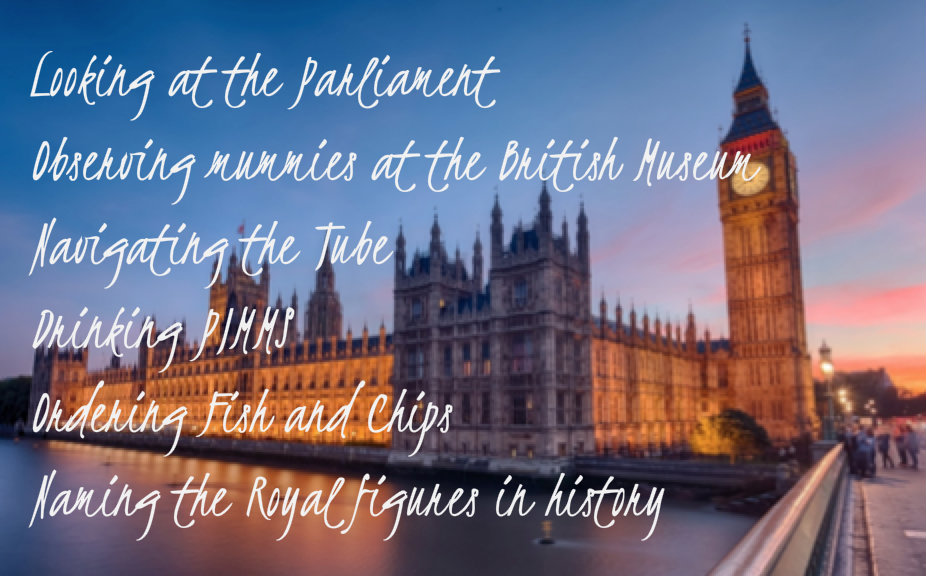 Looking at the Parliament
Observing mummies at the British Museum
Navigating the Tube
Drinking PIMMS
Ordering Fish and Chips
Naming the Royal figures in history